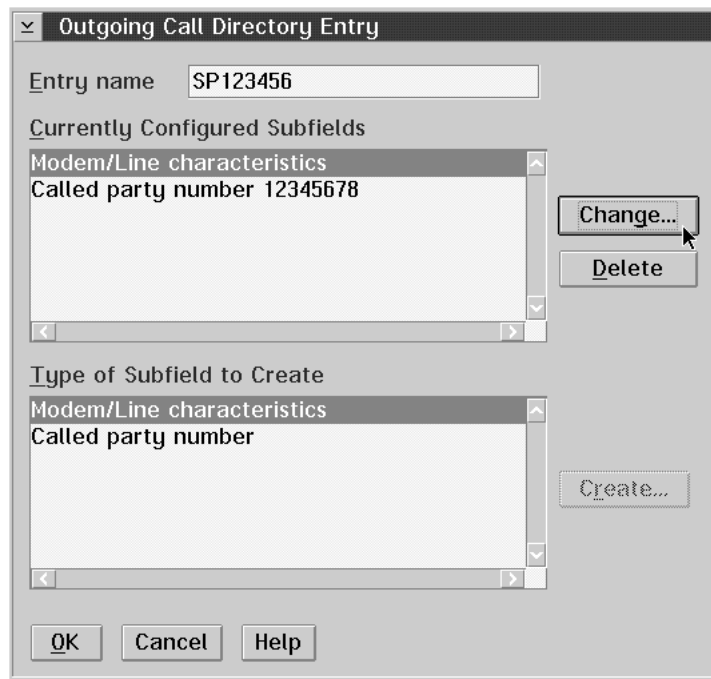 Outgoing Call Directory Entry
Entry name SP123456
Currently Configured Subfields
Modem/Line characteristics
Called party number 12345678
Change...
Delete
Type of Subfield to Create
Modem/Line characteristics
Called party number
Create...
OK Cancel Help